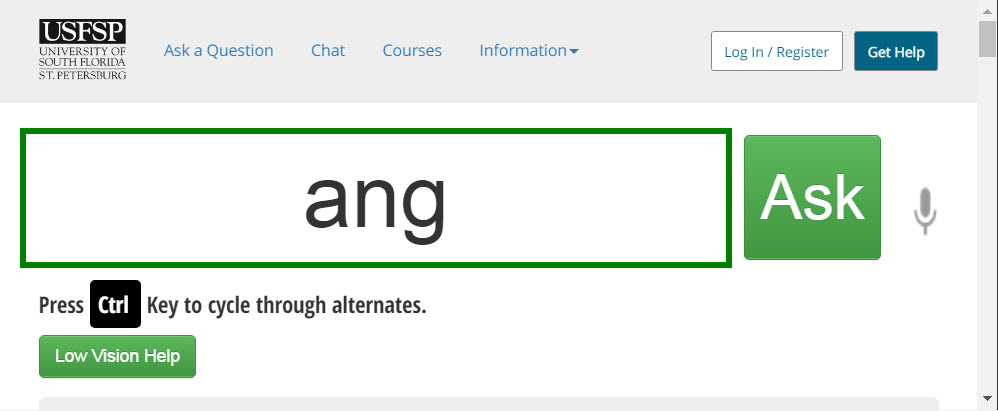 USFSP
UNIVERSITY OF
SOUTH FLORIDA
ST. PETERSBURG
Ask a Question Chat Courses Information
Log In / Register Get Help
ang
Ask
Press Ctrl Key to cycle through alternates.
Low Vision Help